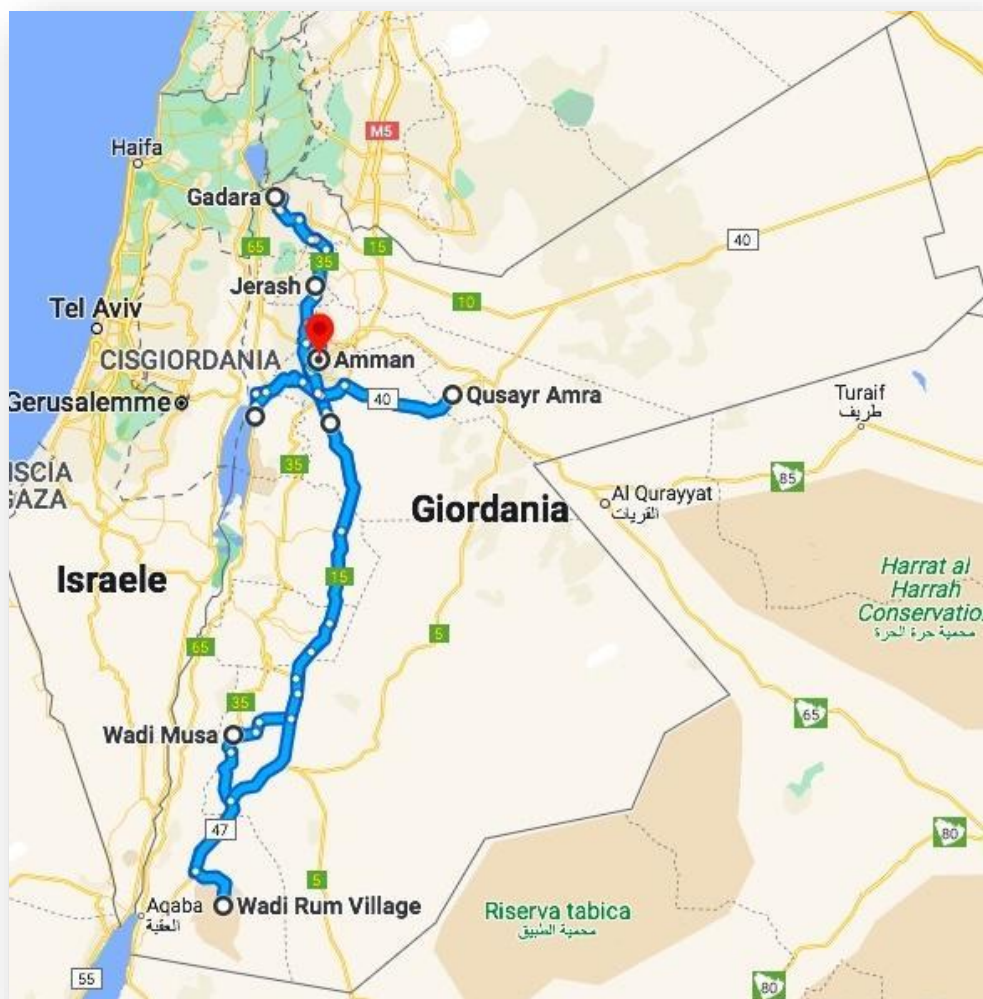 M5
Haifa
Gadara
40
65
15
35
Jerash
10
Tel Aviv
Amman
CISGIORDANIA
Qusayr Amra
40
Turaif
طريف
Gerusalemme
35
ISCIA
GAZA
85
Giordania
Al Qurayyat
القريات
Israele
15
Harrat al
Harrah
Conservatio
محمية حرة الحرة
5
65
35
65
Wadi Musa
47
80
5
Aqaba
العقبة
Wadi Rum Village
Riserva tabica
محمية الطبيق
55
80